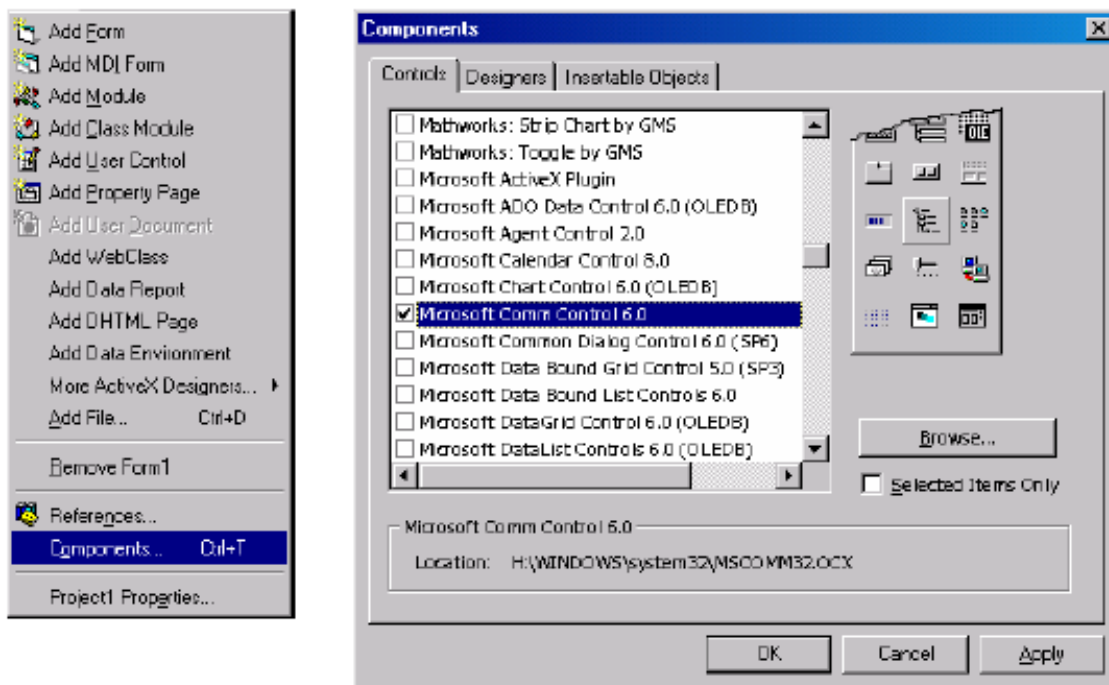 Add Form
Add MDI Form
Add Module
Add Class Module
Add User Control
Add Property Page
Add User Document
Add WebClass
Add Data Report
Add DHTML Page
Add Data Environment
More ActiveX Designers...
Add File... Ctrl+D
Remove Form1
References...
Components... Ctrl+T
Project1 Properties...
Components
Controls Designers Insertable Objects
Mathworks: Strip Chart by GMS
Mathworks: Toggle by GMS
Microsoft ActiveX Plugin
Microsoft ADO Data Control 6.0 (OLEDB)
Microsoft Agent Control 2.0
Microsoft Calendar Control 8.0
Microsoft Chart Control 6.0 (OLEDB)
Microsoft Comm Control 6.0
Microsoft Common Dialog Control 6.0 (SP6)
Microsoft Data Bound Grid Control 5.0 (SP3)
Microsoft Data Bound List Controls 6.0
Microsoft DataGrid Control 6.0 (OLEDB)
Microsoft DataList Controls 6.0 (OLEDB)
OLE
Browse...
Selected Items Only
Microsoft Comm Control 6.0
Location: H:\WINDOWS\system32\MSCOMM32.OCX
OK Cancel Apply